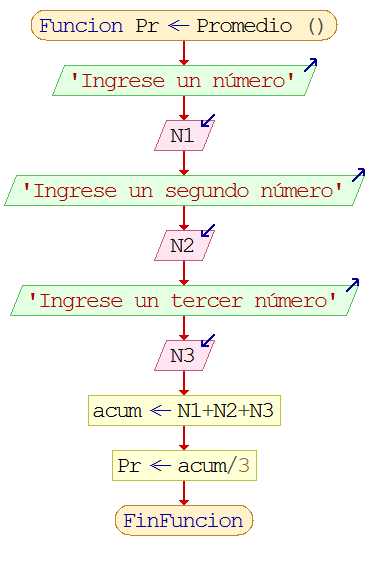 Funcion Pr ← Promedio ()
'Ingrese un número'
N1
'Ingrese un segundo número'
N2
'Ingrese un tercer número'
N3
acum ← N1+N2+N3
Pr ← acum/3
FinFuncion